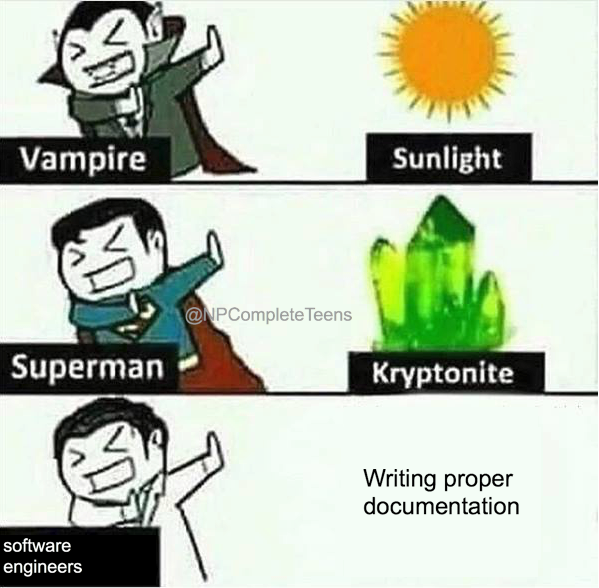 Vampire
Sunlight
@NPCompleteTeens
Superman
Kryptonite
Writing proper
documentation
software
engineers